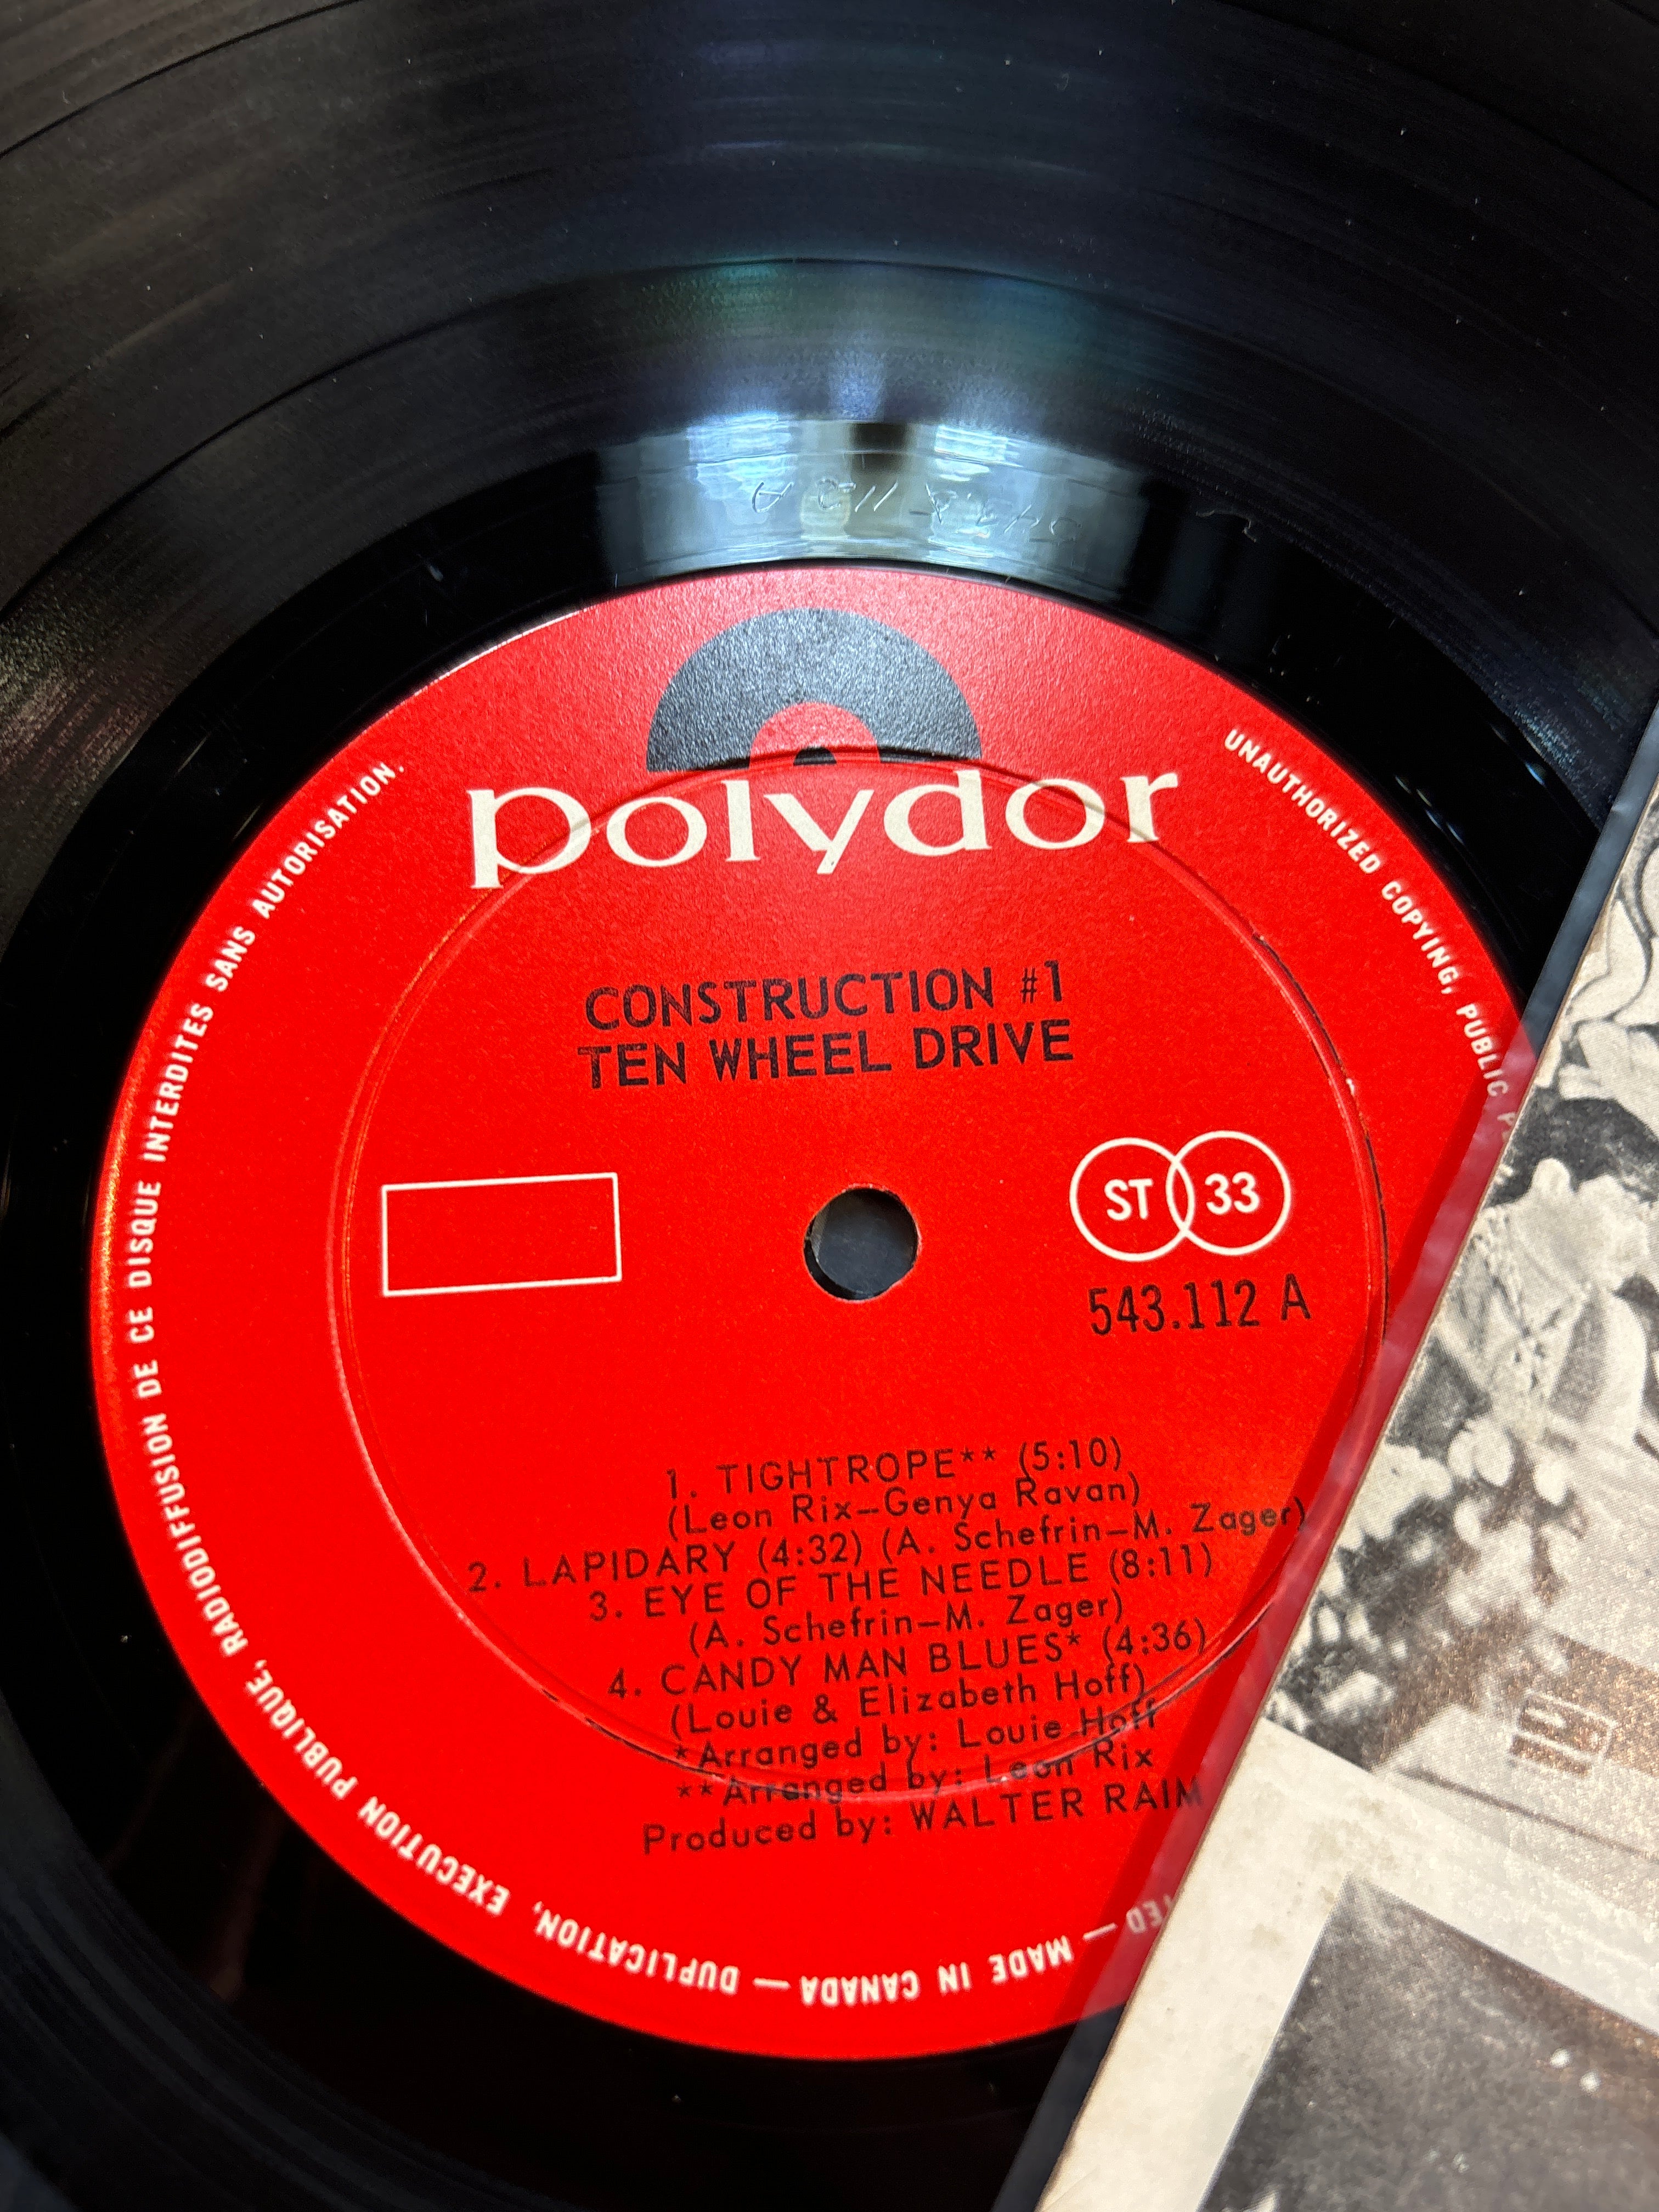 polydor
CONSTRUCTION #1
TEN WHEEL DRIVE
ST 33
543.112 A
1. TIGHTROPE** (5:10)
(Leon Rix–Genya Ravan)
2. LAPIDARY (4:32) (A. Schefrin–M. Zager)
3. EYE OF THE NEEDLE (8:11)
(A. Schefrin–M. Zager)
4. CANDY MAN BLUES* (4:36)
(Louie & Elizabeth Hoff)
*Arranged by: Louie Hoff
**Arranged by: Leon Rix
Produced by: WALTER RAIM
UNAUTHORIZED COPYING, PUBLIC
TED — MADE IN CANADA — DUPLICATION, EXECUTION PUBLIQUE, RADIODIFFUSION DE CE DISQUE INTERDITES SANS AUTORISATION.